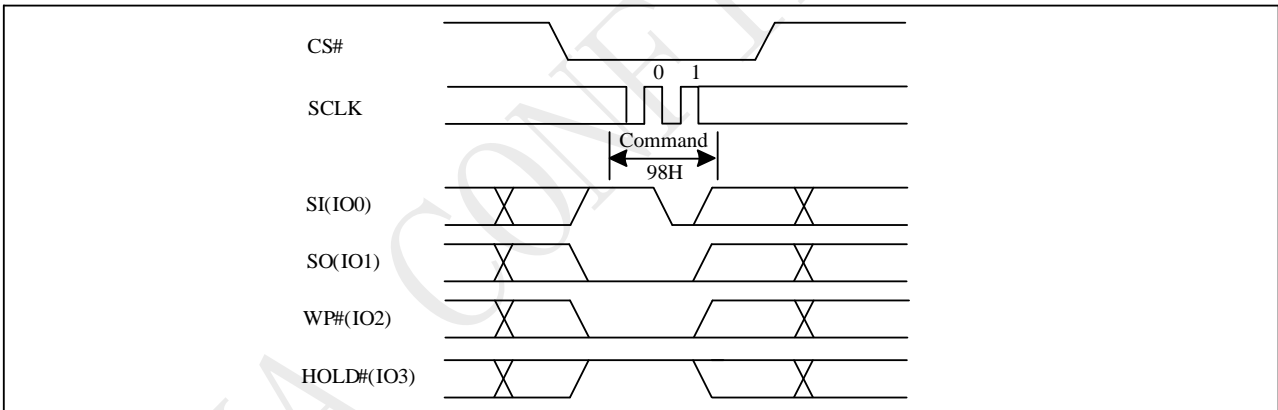 CS#
0 1
SCLK
Command
98H
SI(IO0)
SO(IO1)
WP#(IO2)
HOLD#(IO3)